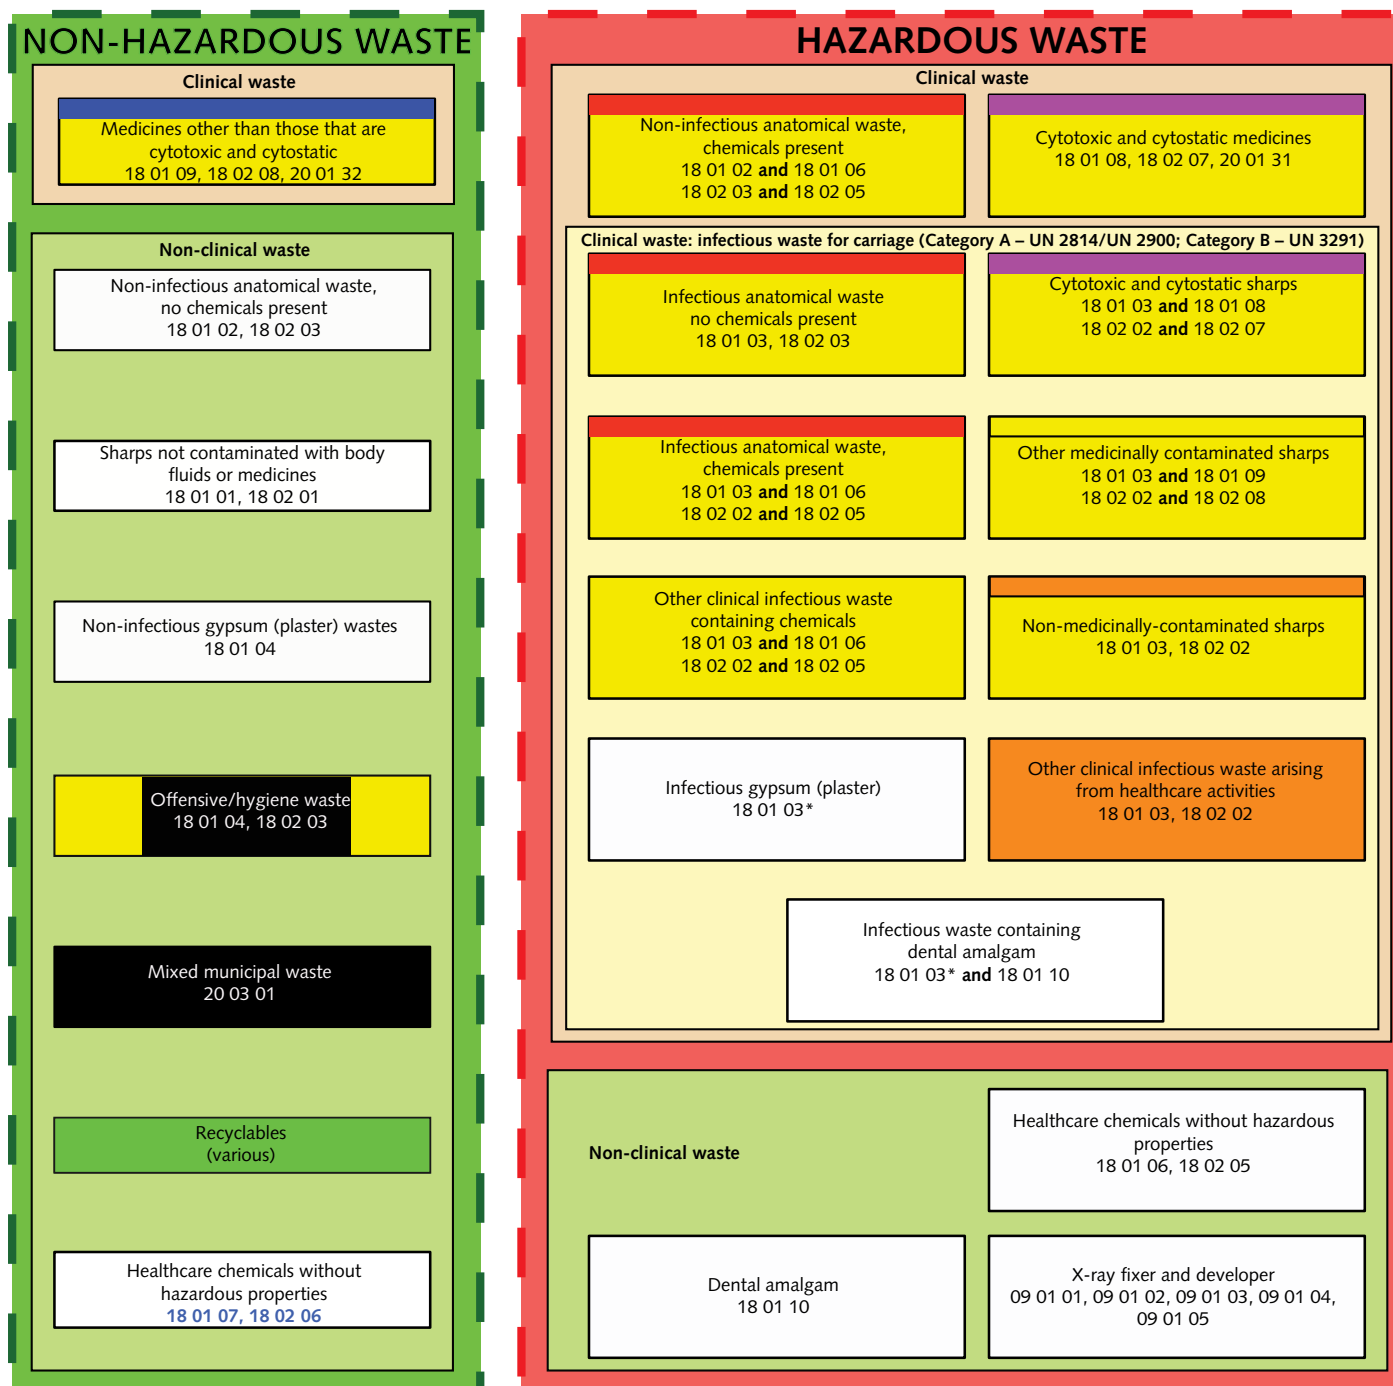 NON-HAZARDOUS WASTE
Clinical waste
Medicines other than those that are
cytotoxic and cytostatic
18 01 09, 18 02 08, 20 01 32
Non-clinical waste
Non-infectious anatomical waste,
no chemicals present
18 01 02, 18 02 03
Sharps not contaminated with body
fluids or medicines
18 01 01, 18 02 01
Non-infectious gypsum (plaster) wastes
18 01 04
Offensive/hygiene waste
18 01 04, 18 02 03
Mixed municipal waste
20 03 01
Recyclables
(various)
Healthcare chemicals without
hazardous properties
18 01 07, 18 02 06
HAZARDOUS WASTE
Clinical waste
Non-infectious anatomical waste,
chemicals present
18 01 02 and 18 01 06
18 02 03 and 18 02 05
Cytotoxic and cytostatic medicines
18 01 08, 18 02 07, 20 01 31
Clinical waste: infectious waste for carriage (Category A – UN 2814/UN 2900; Category B – UN 3291)
Infectious anatomical waste
no chemicals present
18 01 03, 18 02 03
Cytotoxic and cytostatic sharps
18 01 03 and 18 01 08
18 02 02 and 18 02 07
Infectious anatomical waste,
chemicals present
18 01 03 and 18 01 06
18 02 02 and 18 02 05
Other medicinally contaminated sharps
18 01 03 and 18 01 09
18 02 02 and 18 02 08
Other clinical infectious waste
containing chemicals
18 01 03 and 18 01 06
18 02 02 and 18 02 05
Non-medicinally-contaminated sharps
18 01 03, 18 02 02
Infectious gypsum (plaster)
18 01 03*
Other clinical infectious waste arising
from healthcare activities
18 01 03, 18 02 02
Infectious waste containing
dental amalgam
18 01 03* and 18 01 10
Non-clinical waste
Healthcare chemicals without hazardous
properties
18 01 06, 18 02 05
Dental amalgam
18 01 10
X-ray fixer and developer
09 01 01, 09 01 02, 09 01 03, 09 01 04,
09 01 05